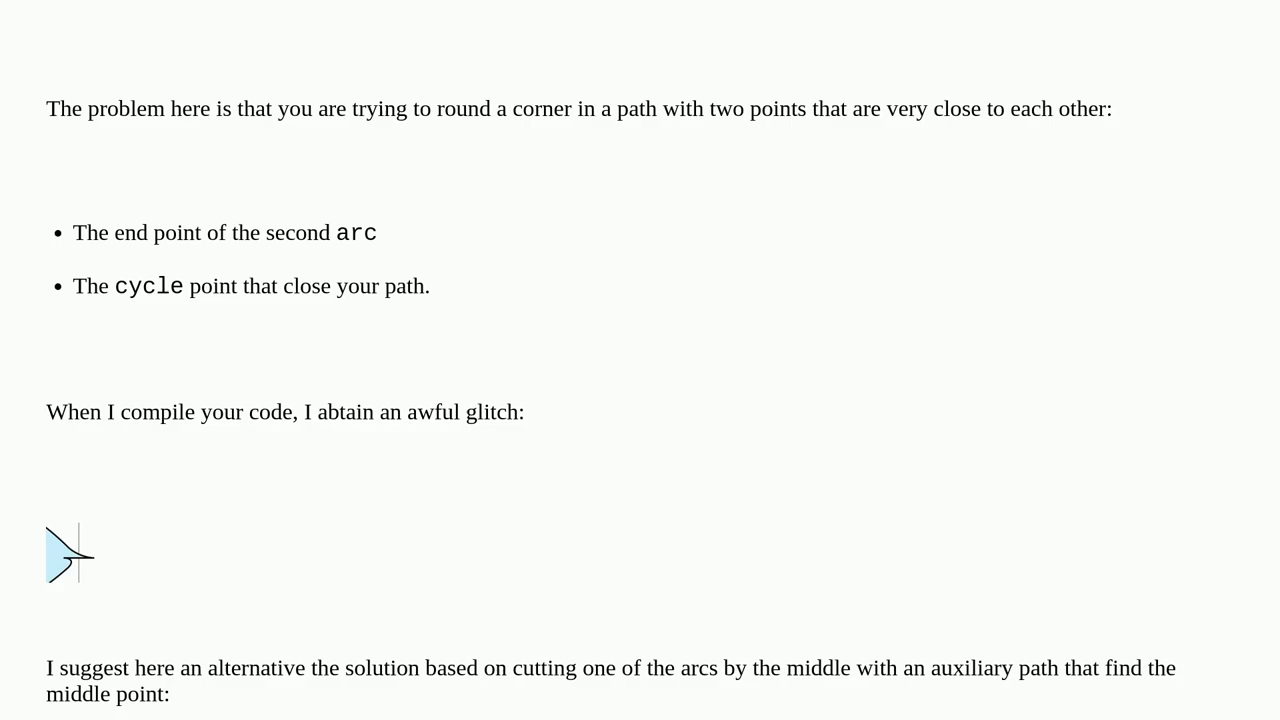 The problem here is that you are trying to round a corner in a path with two points that are very close to each other:
• The end point of the second arc
• The cycle point that close your path.
When I compile your code, I abtain an awful glitch:
I suggest here an alternative the solution based on cutting one of the arcs by the middle with an auxiliary path that find the
middle point: